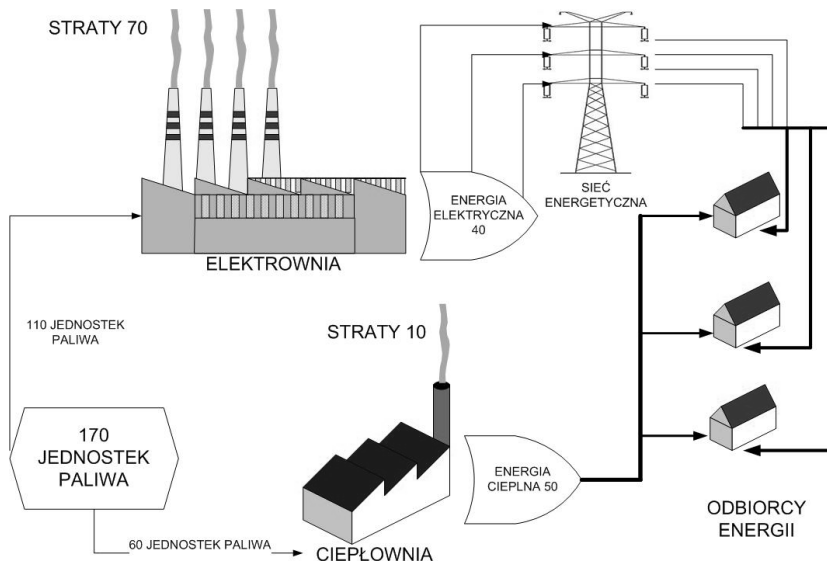 STRATY 70
ENERGIA
ELEKTRYCZNA
40
SIEĆ
ENERGETYCZNA
ELEKTROWNIA
110 JEDNOSTEK
PALIWA
STRATY 10
170
JEDNOSTEK
PALIWA
ENERGIA
CIEPLNA 50
ODBIORCY
ENERGII
60 JEDNOSTEK PALIWA
CIEPŁOWNIA